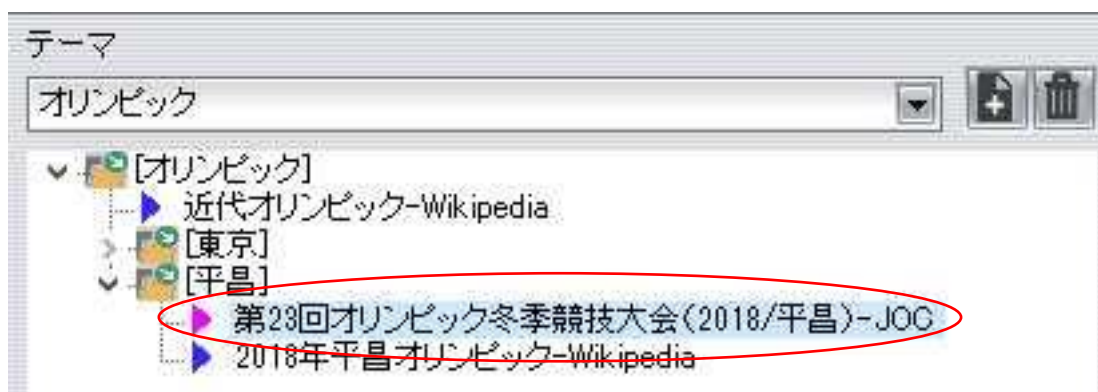 テーマ
オリンピック
[オリンピック]
近代オリンピック-Wikipedia
[東京]
[平昌]
第23回オリンピック冬季競技大会(2018/平昌)-JOC
2018年平昌オリンピック-Wikipedia